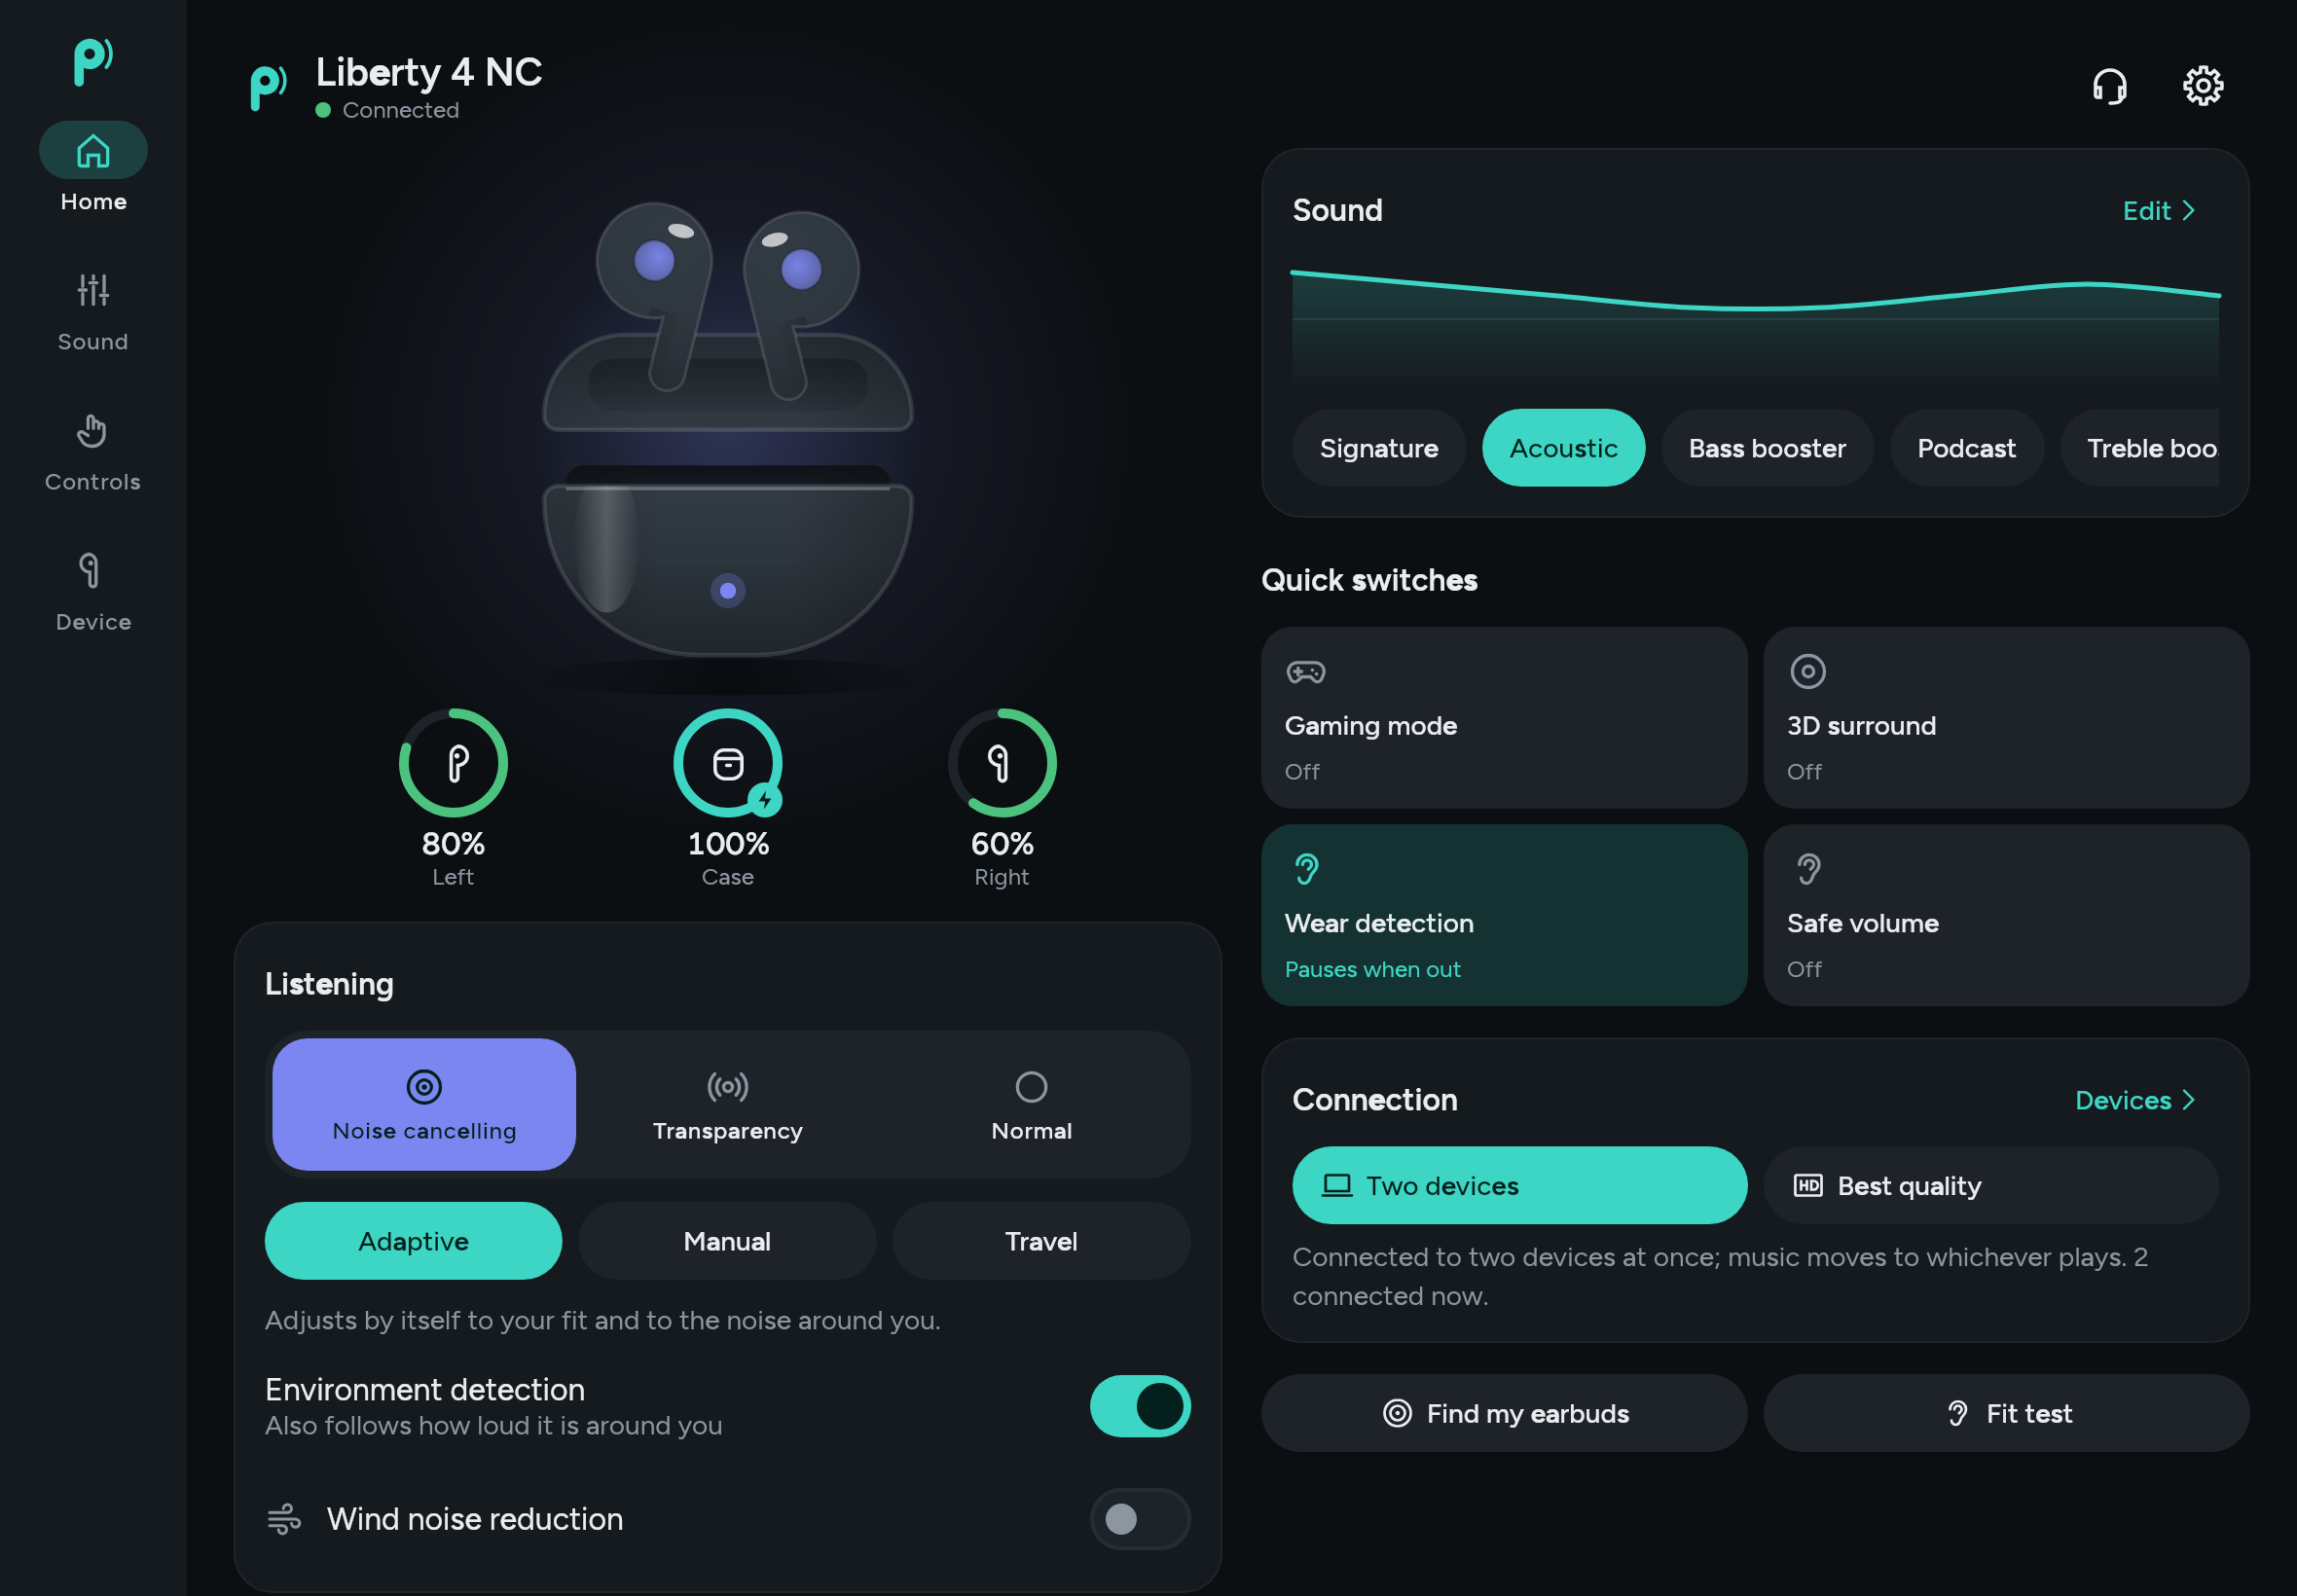 Liberty 4 NC
Connected
Home
Sound
Controls
Device
80%
Left
100%
Case
60%
Right
Listening
Noise cancelling
Transparency
Normal
Adaptive
Manual
Travel
Adjusts by itself to your fit and to the noise around you.
Environment detection
Also follows how loud it is around you
Wind noise reduction
Sound
Edit
Signature
Acoustic
Bass booster
Podcast
Treble boo
Quick switches
Gaming mode
Off
3D surround
Off
Wear detection
Pauses when out
Safe volume
Off
Connection
Devices
Two devices
HD
Best quality
Connected to two devices at once; music moves to whichever plays. 2
connected now.
Find my earbuds
Fit test